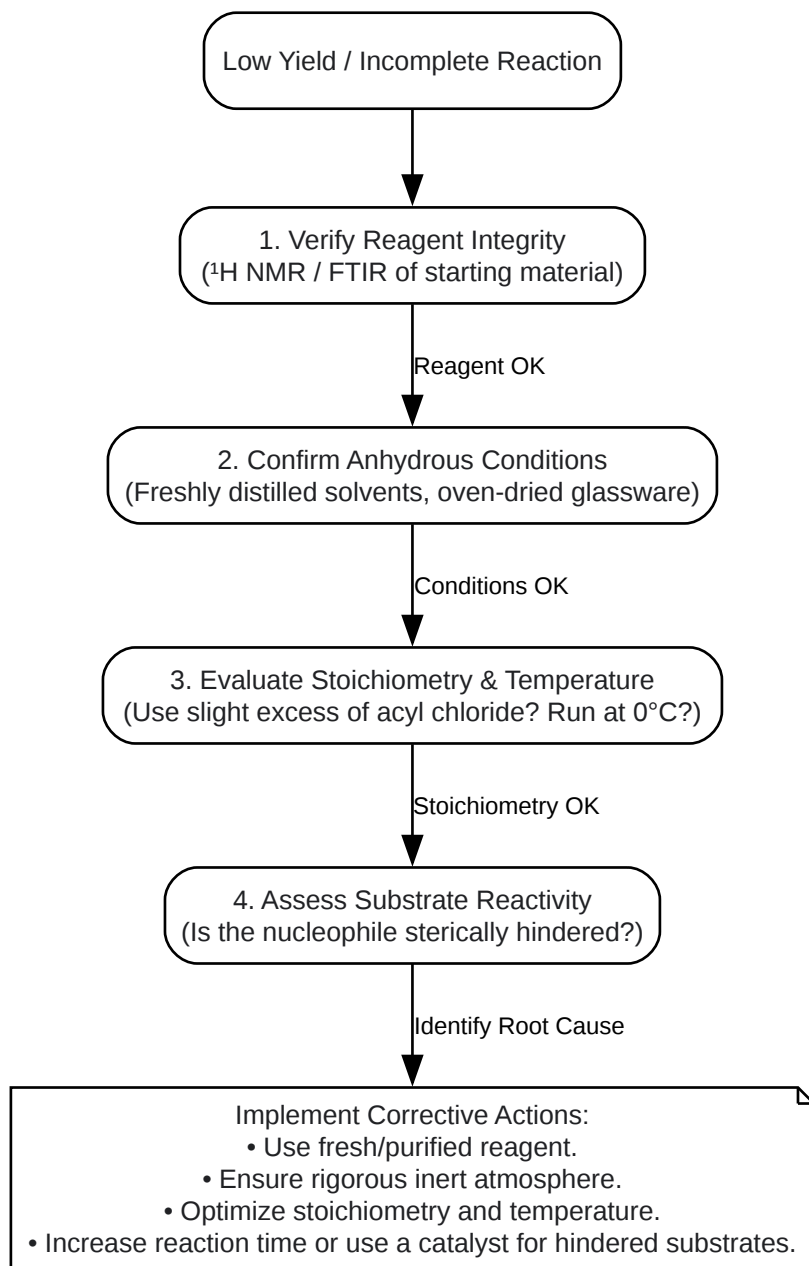 Low Yield / Incomplete Reaction
1. Verify Reagent Integrity
(¹H NMR / FTIR of starting material)
Reagent OK
2. Confirm Anhydrous Conditions
(Freshly distilled solvents, oven-dried glassware)
Conditions OK
3. Evaluate Stoichiometry & Temperature
(Use slight excess of acyl chloride? Run at 0°C?)
Stoichiometry OK
4. Assess Substrate Reactivity
(Is the nucleophile sterically hindered?)
Identify Root Cause
Implement Corrective Actions:
• Use fresh/purified reagent.
• Ensure rigorous inert atmosphere.
• Optimize stoichiometry and temperature.
• Increase reaction time or use a catalyst for hindered substrates.